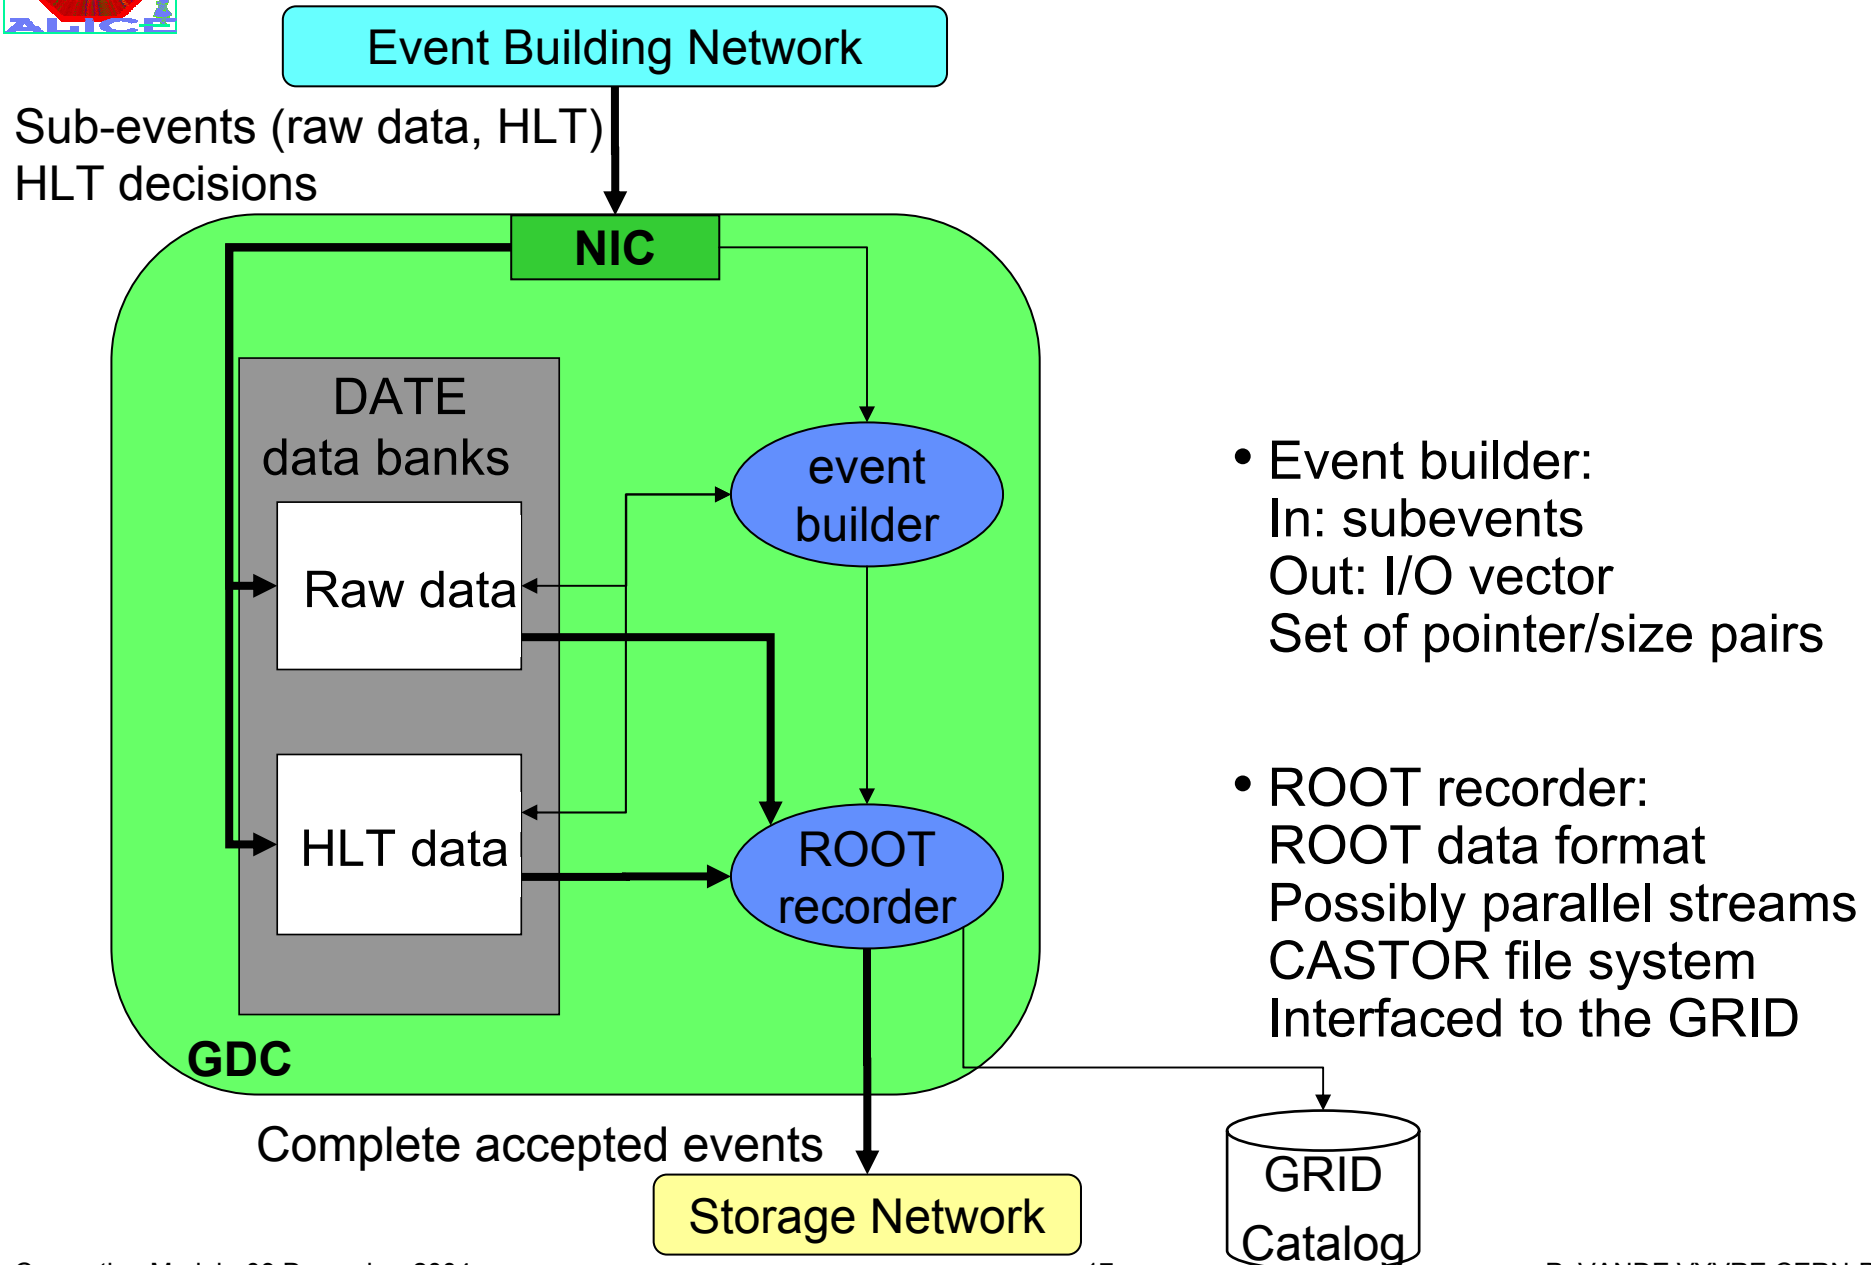 ALICE
Event Building Network
Sub-events (raw data, HLT)
HLT decisions
NIC
DATE
data banks
event
builder
Raw data
HLT data
ROOT
recorder
GDC
• Event builder:
In: subevents
Out: I/O vector
Set of pointer/size pairs
• ROOT recorder:
ROOT data format
Possibly parallel streams
CASTOR file system
Interfaced to the GRID
Complete accepted events
Storage Network
GRID
Catalog